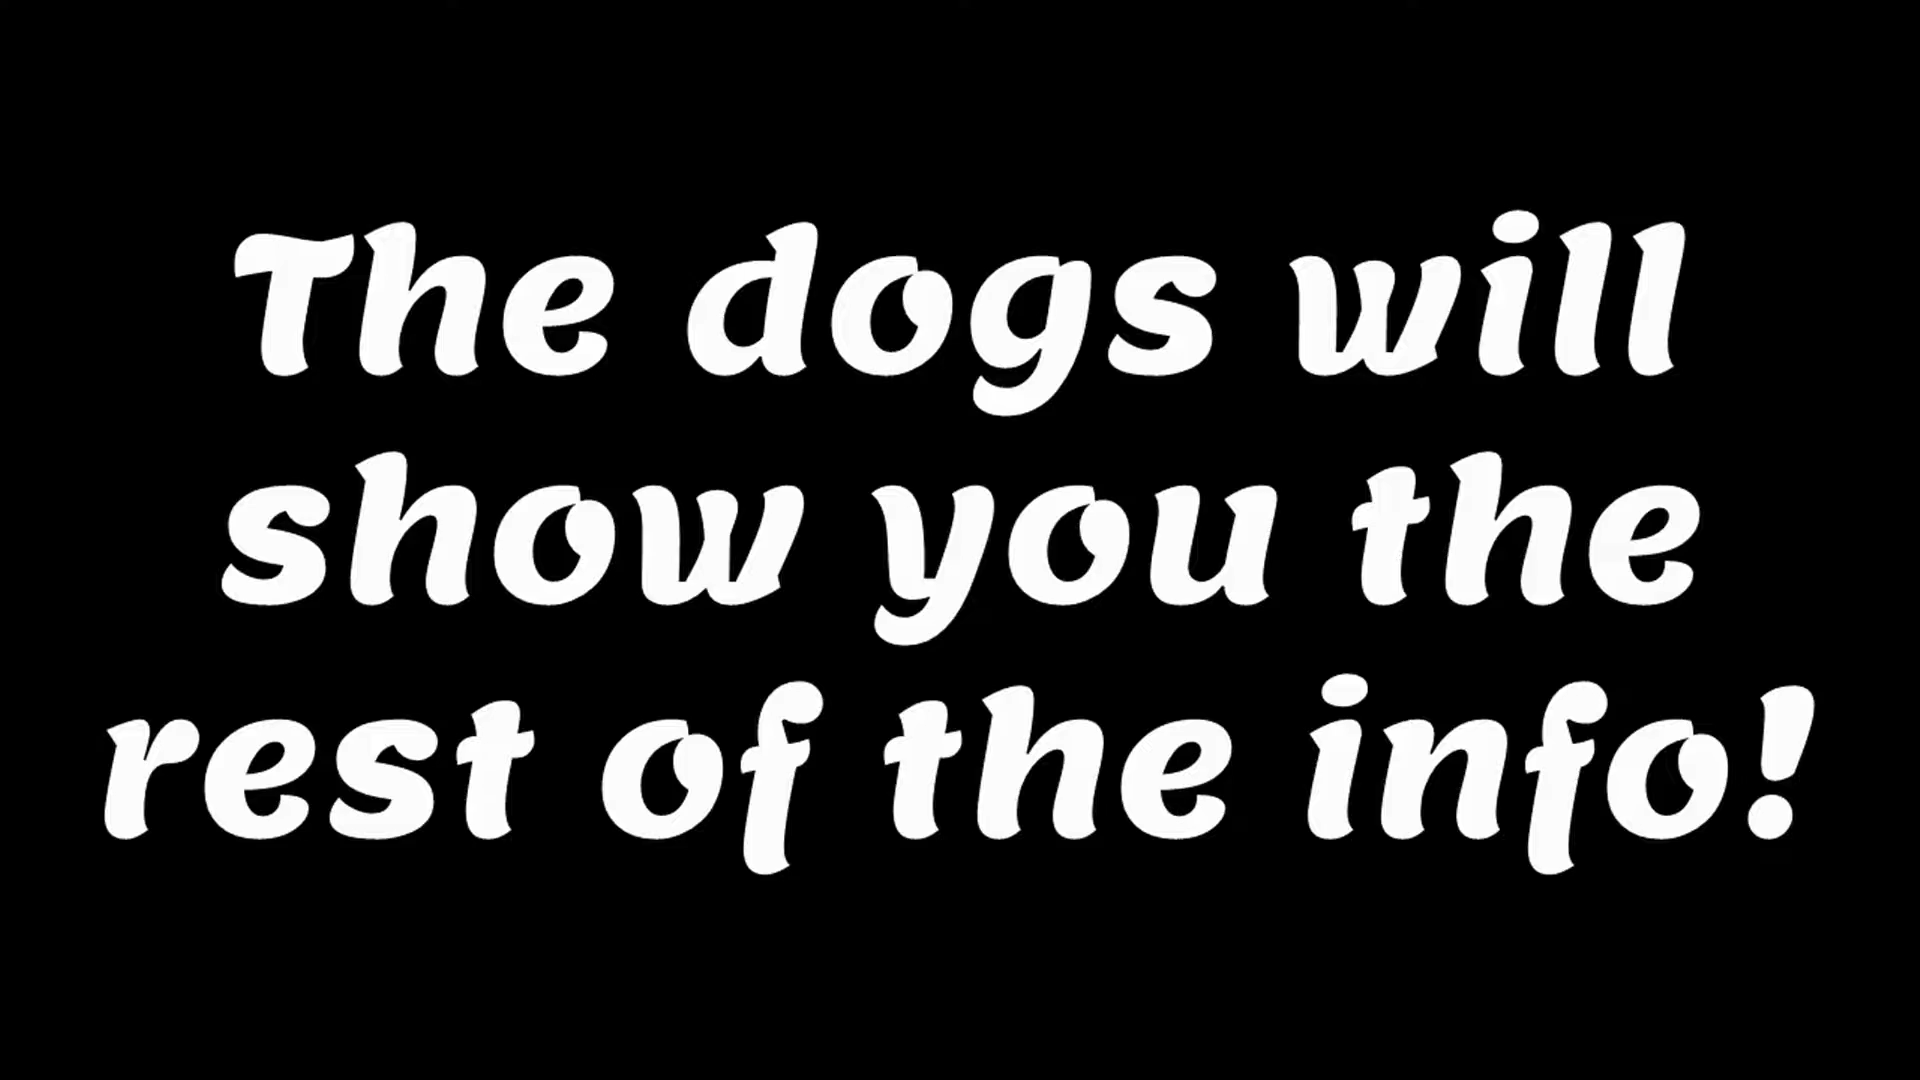 The dogs will
show you the
rest of the info!